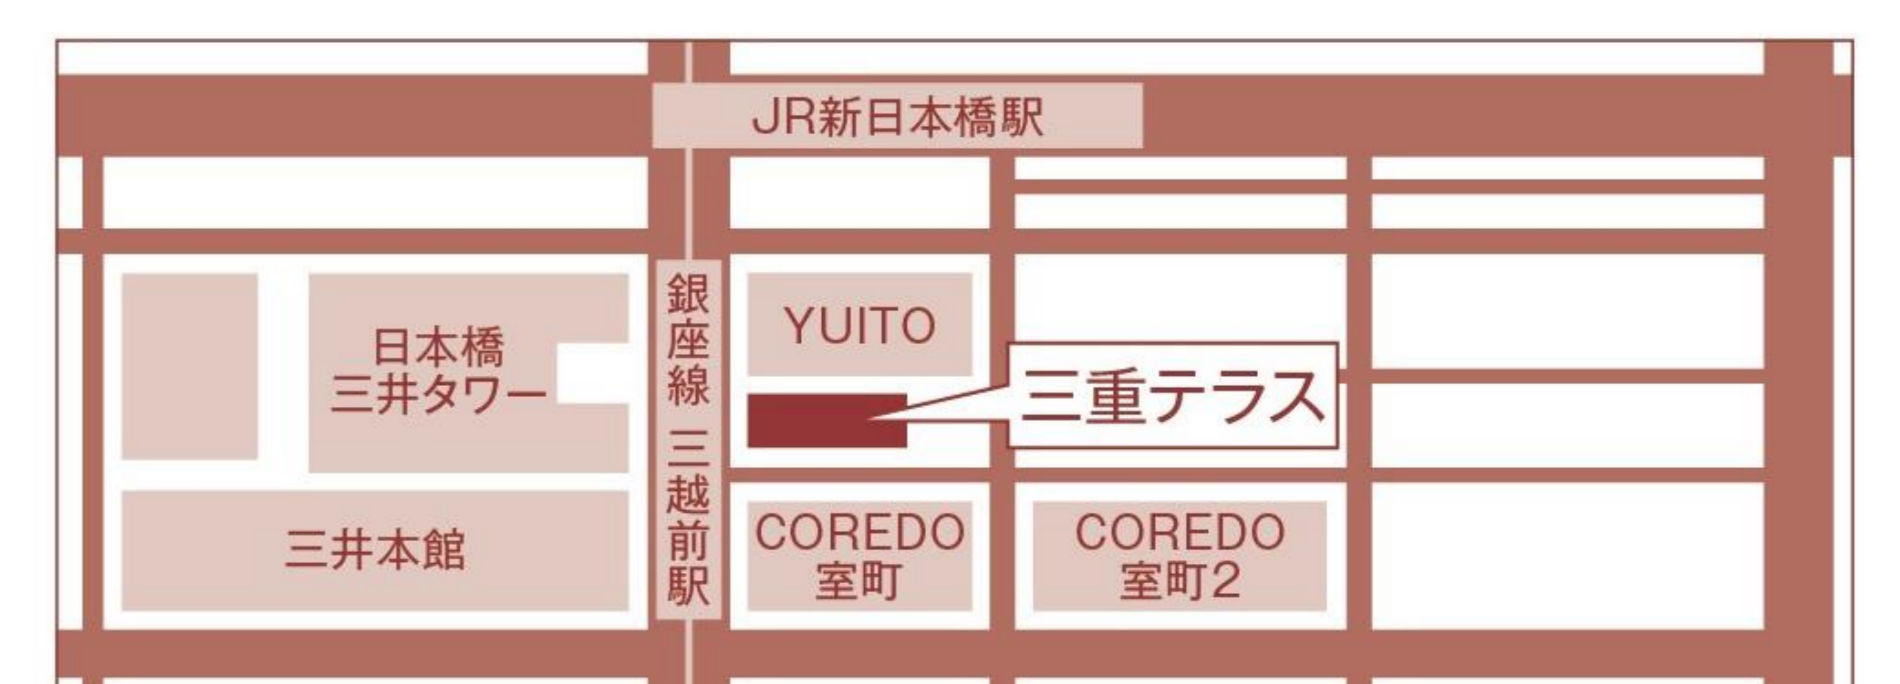 JR新日本橋駅
日本橋
三井タワー
三井本館
銀座線 三越前駅
YUITO
三重テラス
COREDO
室町
COREDO
室町2